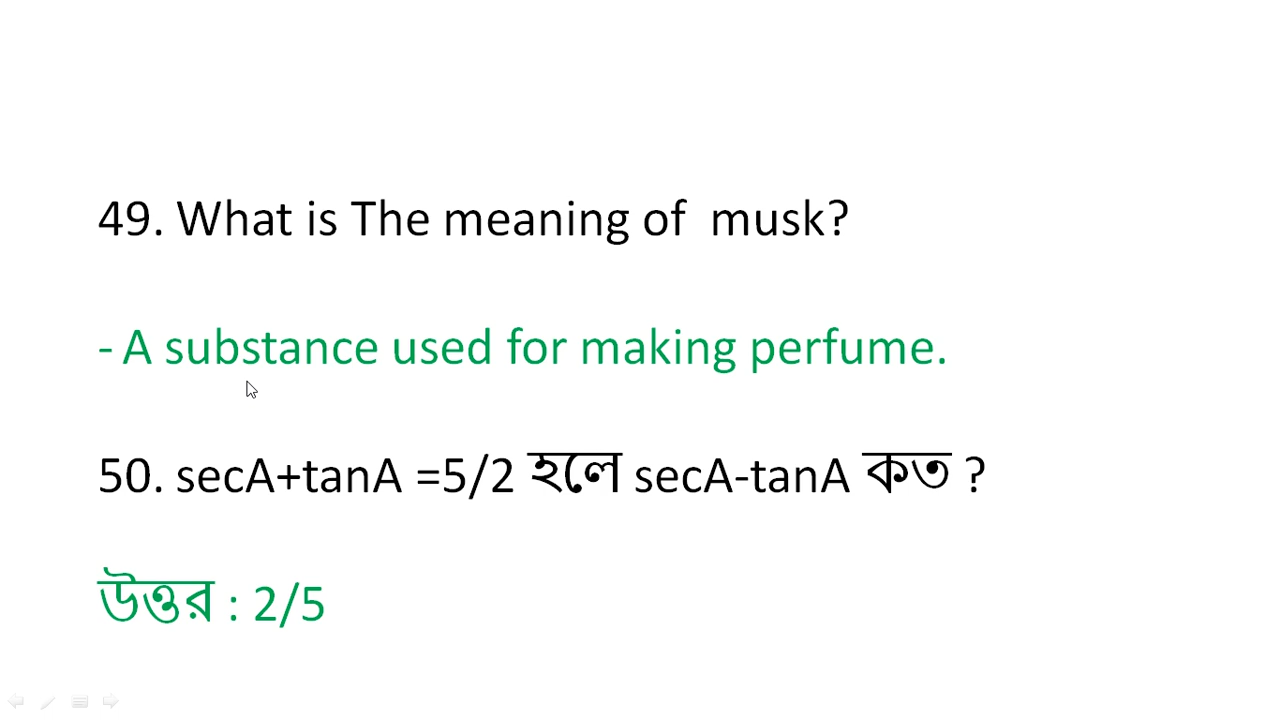 49. What is The meaning of  musk?
- A substance used for making perfume.
50. secA+tanA =5/2 হলে secA-tanA কত ?
উত্তর : 2/5